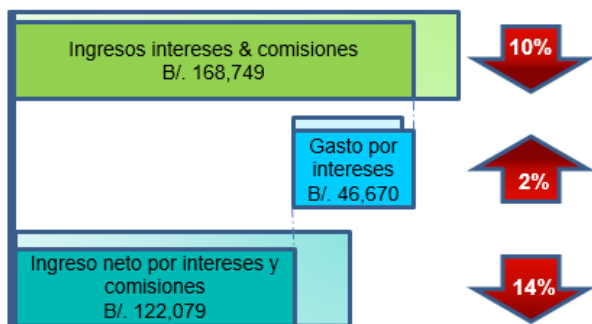 Ingresos intereses & comisiones
B/. 168,749
10%
Gasto por
intereses
B/. 46,670
2%
Ingreso neto por intereses y
comisiones
B/. 122,079
14%